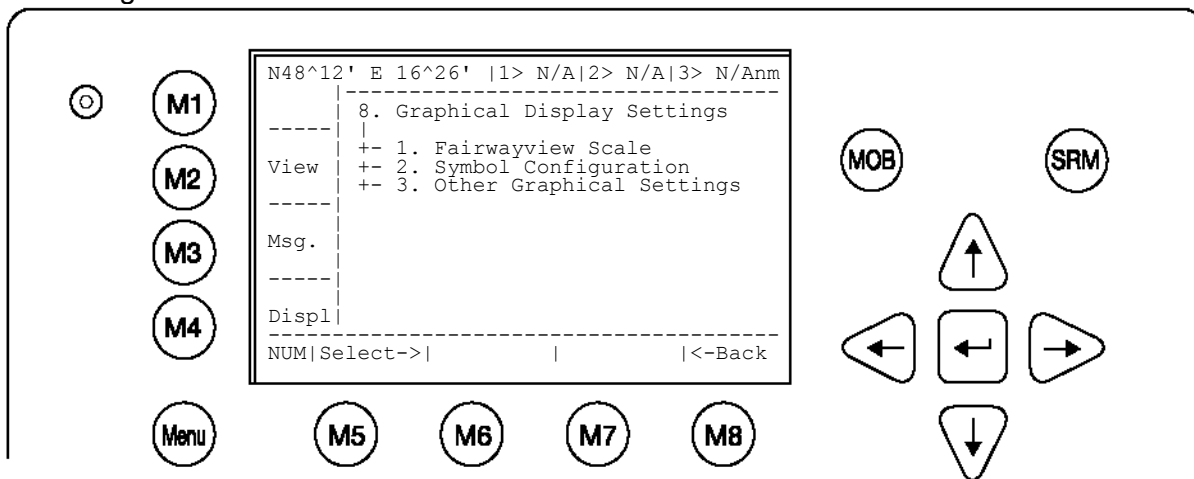 N48^12' E 16^26' |1> N/A|2> N/A|3> N/Anm
8. Graphical Display Settings
+- 1. Fairwayview Scale
View
+- 2. Symbol Configuration
+- 3. Other Graphical Settings
Msg.
Displ
NUM|Select->| | |<-Back
M1
M2
M3
M4
Menu
M5
M6
M7
M8
MOB
SRM